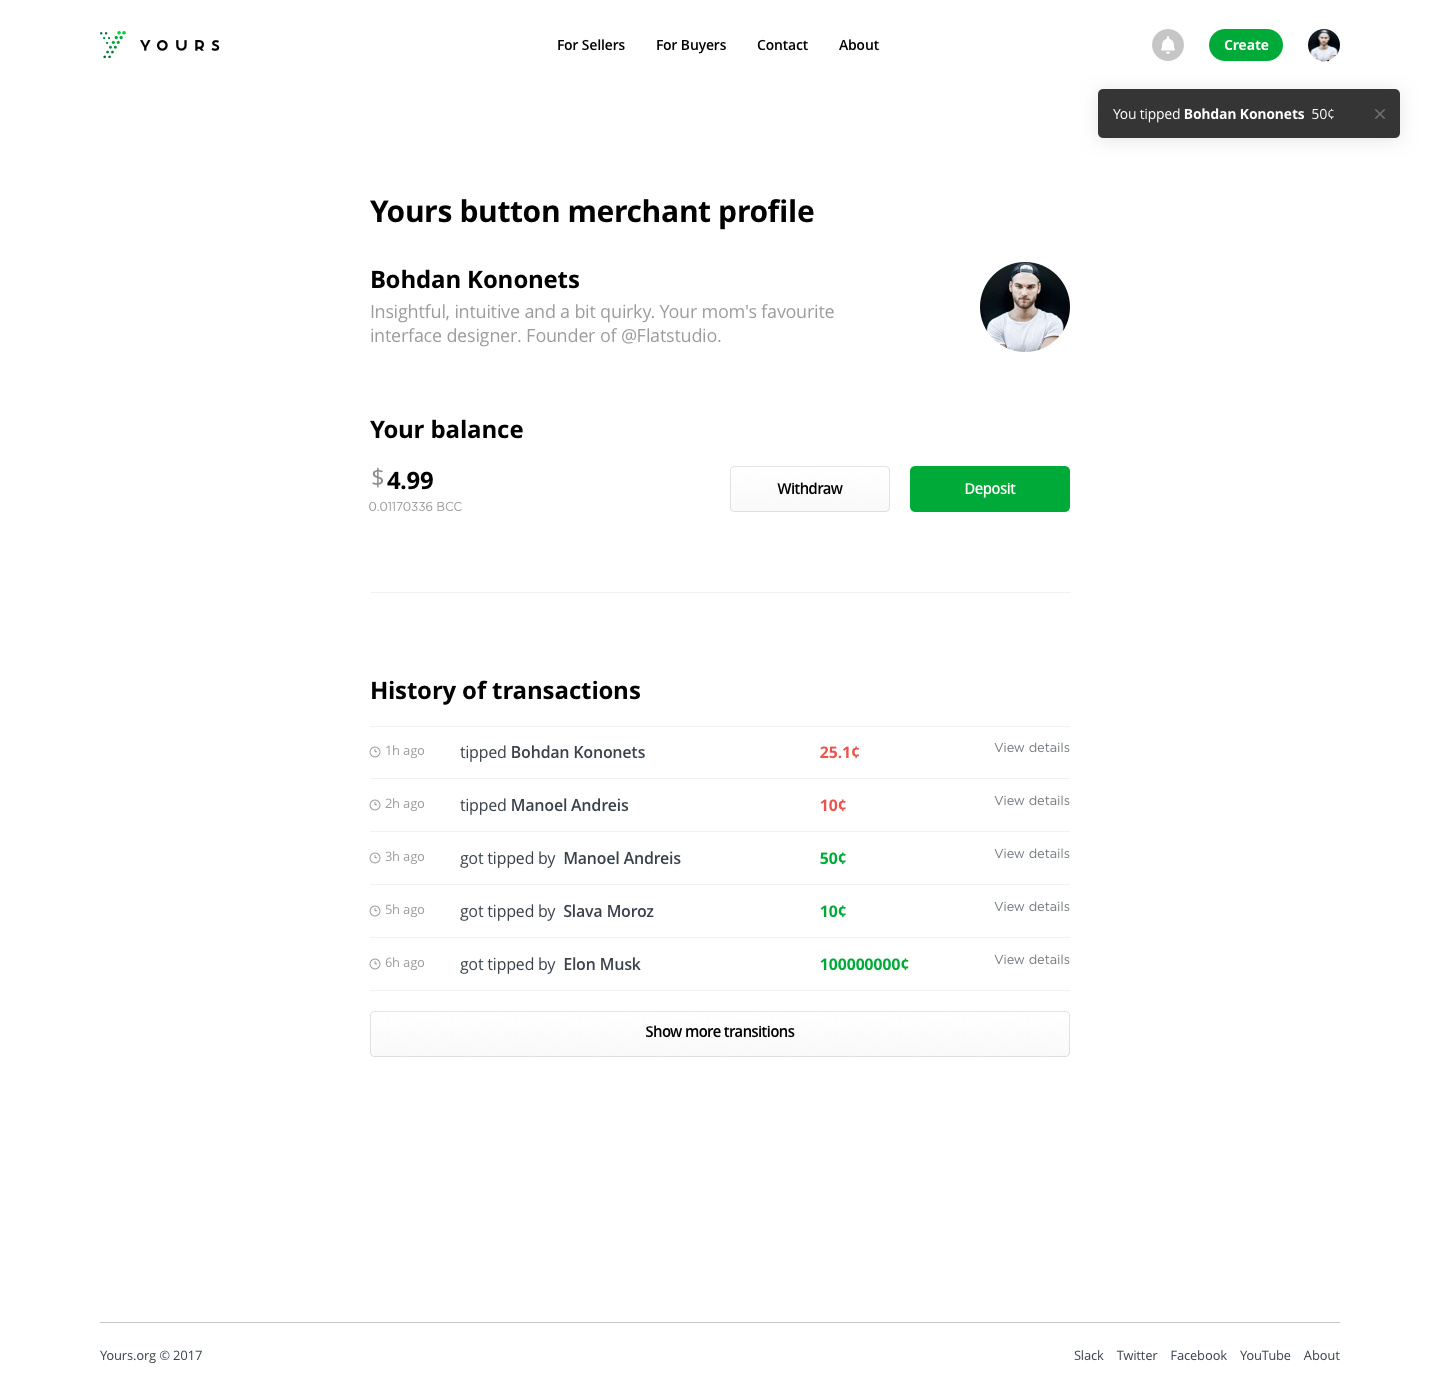 YOURS
For Sellers For Buyers Contact About
Create
You tipped Bohdan Kononets 50¢
Yours button merchant profile
Bohdan Kononets
Insightful, intuitive and a bit quirky. Your mom's favourite
interface designer. Founder of @Flatstudio.
Your balance
$4.99
0.01170336 BCC
Withdraw
Deposit
History of transactions
1h ago tipped Bohdan Kononets 25.1¢ View details
2h ago tipped Manoel Andreis 10¢ View details
3h ago got tipped by Manoel Andreis 50¢ View details
5h ago got tipped by Slava Moroz 10¢ View details
6h ago got tipped by Elon Musk 100000000¢ View details
Show more transitions
Yours.org © 2017
Slack Twitter Facebook YouTube About